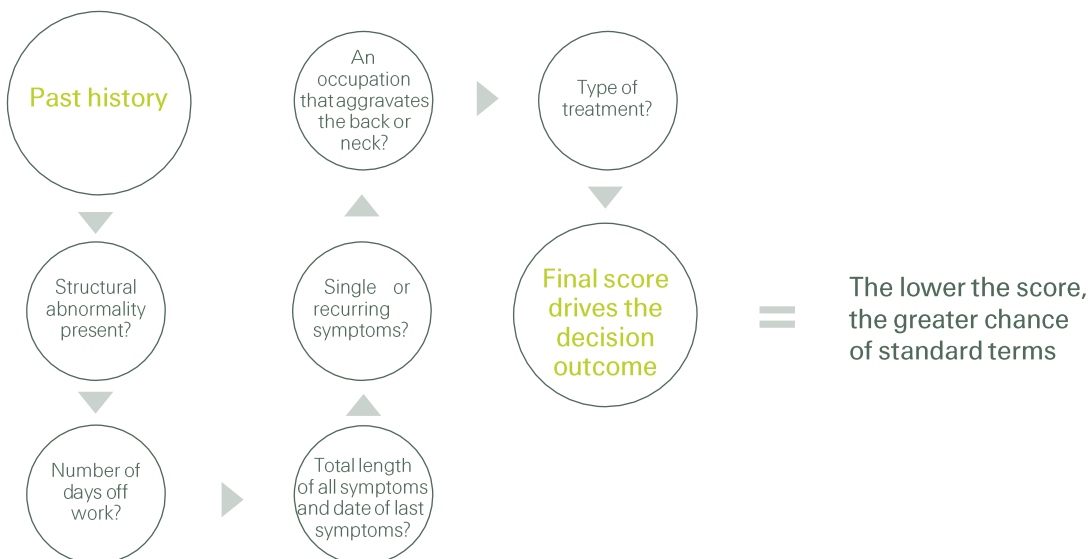 Past history
Structural
abnormality
present?
Number of
days off
work?
Total length
of all symptoms
and date of last
symptoms?
Single or
recurring
symptoms?
An
occupation
that aggravates
the back or
neck?
Type of
treatment?
Final score
drives the
decision
outcome
=
The lower the score,
the greater chance
of standard terms